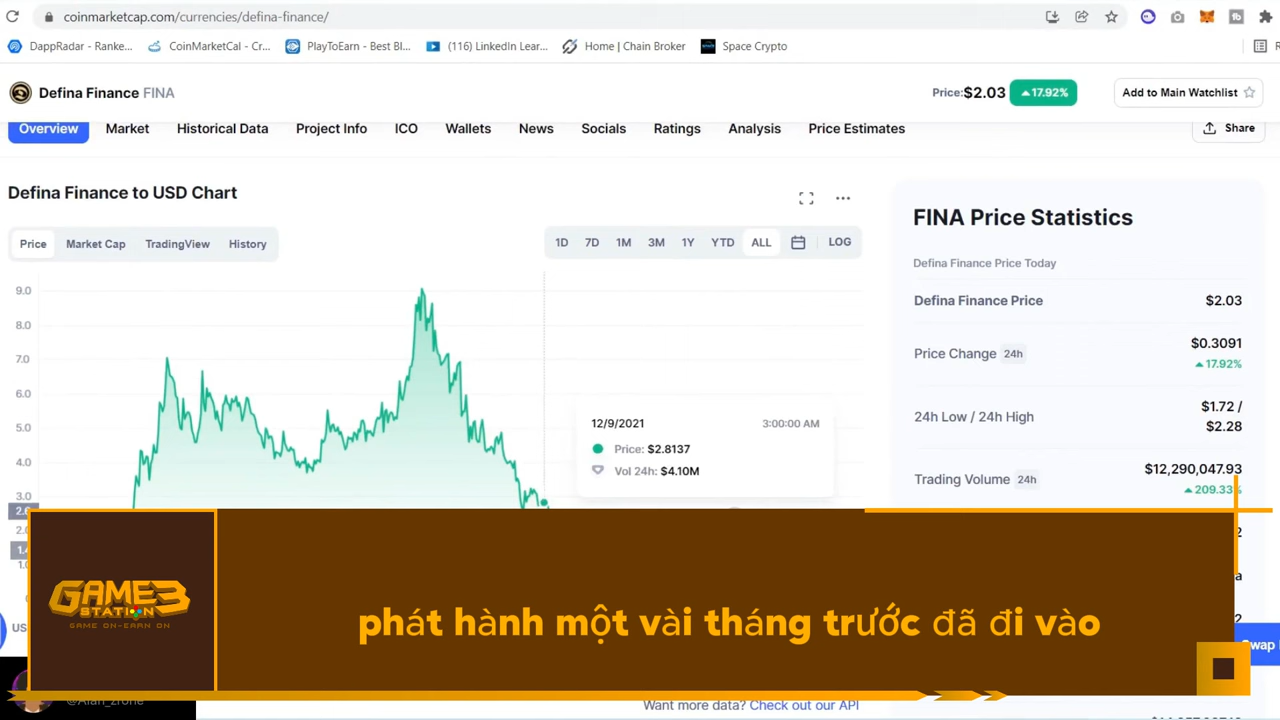 coinmarketcap.com/currencies/defina-finance/
DappRadar - Ranke... CoinMarketCal - Cr... PlayToEarn - Best Bl... (116) LinkedIn Lear... Home | Chain Broker Space Crypto
Defina Finance FINA Price:$2.03 17.92% Add to Main Watchlist
Overview Market Historical Data Project Info ICO Wallets News Socials Ratings Analysis Price Estimates Share
Defina Finance to USD Chart
Price Market Cap TradingView History 1D 7D 1M 3M 1Y YTD ALL LOG
9.0
8.0
7.0
6.0
5.0
4.0
3.0
12/9/2021 3:00:00 AM
Price: $2.8137
Vol 24h: $4.10M
FINA Price Statistics
Defina Finance Price Today
Defina Finance Price $2.03
Price Change 24h $0.3091
17.92%
24h Low / 24h High $1.72 /
$2.28
Trading Volume 24h $12,290,047.93
209.33%
GAME3
STATION
GAME ON-EARN ON
phát hành một vài tháng trước đã đi vào
Swap
Want more data? Check out our API